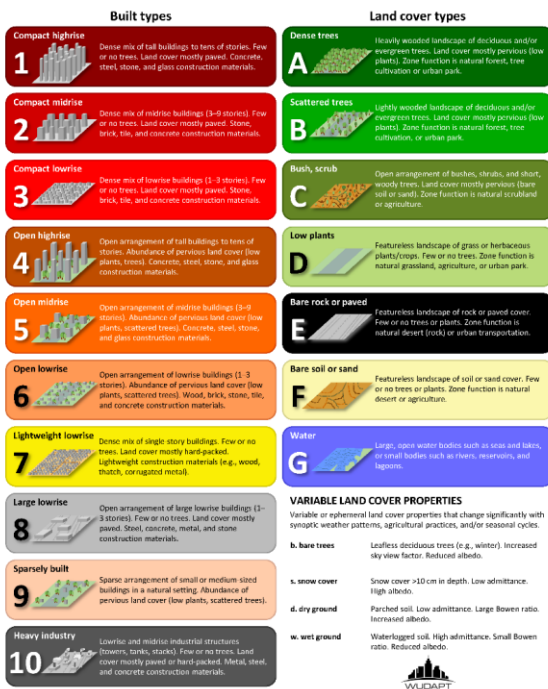 Built types
Compact highrise
1
Dense mix of tall buildings to tens of stories. Few
or no trees. Land cover mostly paved. Concrete,
steel, stone, and glass construction materials.
Compact midrise
2
Dense mix of midrise buildings (3–9 stories). Few
or no trees. Land cover mostly paved. Stone,
brick, tile, and concrete construction materials.
Compact lowrise
3
Dense mix of lowrise buildings (1–3 stories). Few
or no trees. Land cover mostly paved. Stone,
brick, tile, and concrete construction materials.
Open highrise
4
Open arrangement of tall buildings to tens of
stories. Abundance of pervious land cover (low
plants, trees). Concrete, steel, stone, and glass
construction materials.
Open midrise
5
Open arrangement of midrise buildings (3–9
stories). Abundance of pervious land cover (low
plants, scattered trees). Concrete, steel, stone,
and glass construction materials.
Open lowrise
6
Open arrangement of lowrise buildings (1–3
stories). Abundance of pervious land cover (low
plants, scattered trees). Wood, brick, stone, tile,
and concrete construction materials.
Lightweight lowrise
7
Dense mix of single story buildings. Few or no
trees. Land cover mostly hard-packed.
Lightweight construction materials (e.g., wood,
thatch, corrugated metal).
Large lowrise
8
Open arrangement of large lowrise buildings (1–
3 stories). Few or no trees. Land cover mostly
paved. Steel, concrete, metal, and stone
construction materials.
Sparsely built
9
Sparse arrangement of small or medium-sized
buildings in a natural setting. Abundance of
pervious land cover (low plants, scattered trees).
Heavy industry
10
Lowrise and midrise industrial structures
(towers, tanks, stacks). Few or no trees. Land
cover mostly paved or hard-packed. Metal, steel,
and concrete construction materials.
Land cover types
Dense trees
A
Heavily wooded landscape of deciduous and/or
evergreen trees. Land cover mostly pervious (low
plants). Zone function is natural forest, tree
cultivation or urban park.
Scattered trees
B
Lightly wooded landscape of deciduous and/or
evergreen trees. Land cover mostly pervious (low
plants). Zone function is natural forest, tree
cultivation, or urban park.
Bush, scrub
C
Open arrangement of bushes, shrubs, and short,
woody trees. Land cover mostly pervious (bare
soil or sand). Zone function is natural scrubland
or agriculture.
Low plants
D
Featureless landscape of grass or herbaceous
plants/crops. Few or no trees. Zone function is
natural grassland, agriculture, or urban park.
Bare rock or paved
E
Featureless landscape of rock or paved cover.
Few or no trees or plants. Zone function is
natural desert (rock) or urban transportation.
Bare soil or sand
F
Featureless landscape of soil or sand cover. Few
or no trees or plants. Zone function is natural
desert or agriculture.
Water
G
Large, open water bodies such as seas and lakes,
or small bodies such as rivers, reservoirs, and
lagoons.
VARIABLE LAND COVER PROPERTIES
Variable or ephemeral land cover properties that change significantly with
synoptic weather patterns, agricultural practices, and/or seasonal cycles.
b. bare trees
Leafless deciduous trees (e.g., winter). Increased
sky view factor. Reduced albedo.
s. snow cover
Snow cover >10 cm in depth. Low admittance.
High albedo.
d. dry ground
Parched soil. Low admittance. Large Bowen ratio.
Increased albedo.
w. wet ground
Waterlogged soil. High admittance. Small Bowen
ratio. Reduced albedo.
WUDAPT